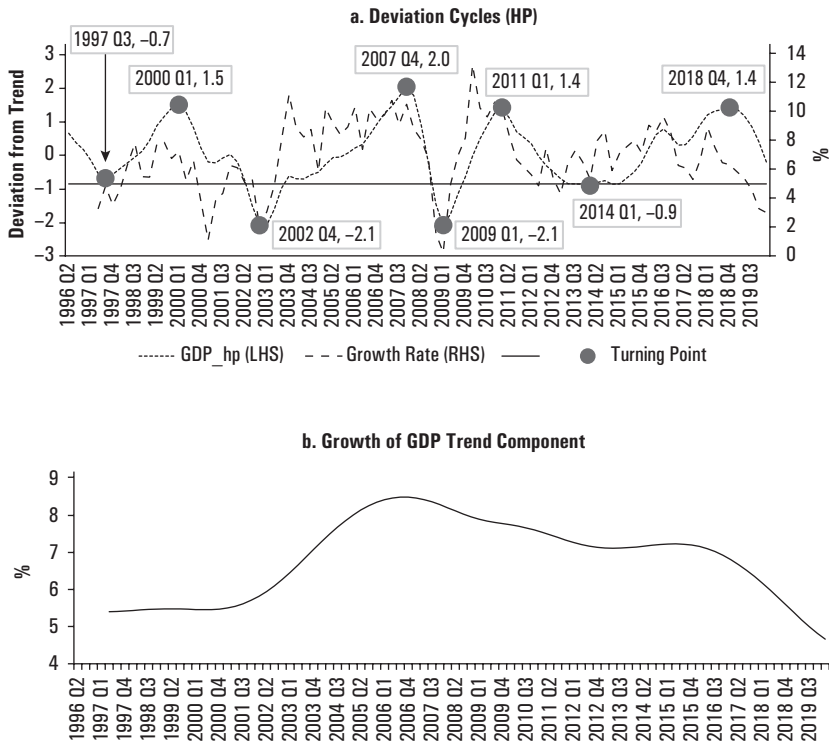 a. Deviation Cycles (HP)
1997 Q3, –0.7
2000 Q1, 1.5
2007 Q4, 2.0
2011 Q1, 1.4
2018 Q4, 1.4
2002 Q4, –2.1
2009 Q1, –2.1
2014 Q1, –0.9
Deviation from Trend
3
2
1
0
–1
–2
–3
14
12
10
8
6
4
2
0
%
1996 Q2
1997 Q1
1997 Q4
1998 Q3
1999 Q2
2000 Q1
2000 Q4
2001 Q3
2002 Q2
2003 Q1
2003 Q4
2004 Q3
2005 Q2
2006 Q1
2006 Q4
2007 Q3
2008 Q2
2009 Q1
2009 Q4
2010 Q3
2011 Q2
2012 Q1
2012 Q4
2013 Q3
2014 Q2
2015 Q1
2015 Q4
2016 Q3
2017 Q2
2018 Q1
2018 Q4
2019 Q3
GDP_hp (LHS)
Growth Rate (RHS)
Turning Point
b. Growth of GDP Trend Component
%
9
8
7
6
5
4
1996 Q2
1997 Q1
1997 Q4
1998 Q3
1999 Q2
2000 Q1
2000 Q4
2001 Q3
2002 Q2
2003 Q1
2003 Q4
2004 Q3
2005 Q2
2006 Q1
2006 Q4
2007 Q3
2008 Q2
2009 Q1
2009 Q4
2010 Q3
2011 Q2
2012 Q1
2012 Q4
2013 Q3
2014 Q2
2015 Q1
2015 Q4
2016 Q3
2017 Q2
2018 Q1
2018 Q4
2019 Q3